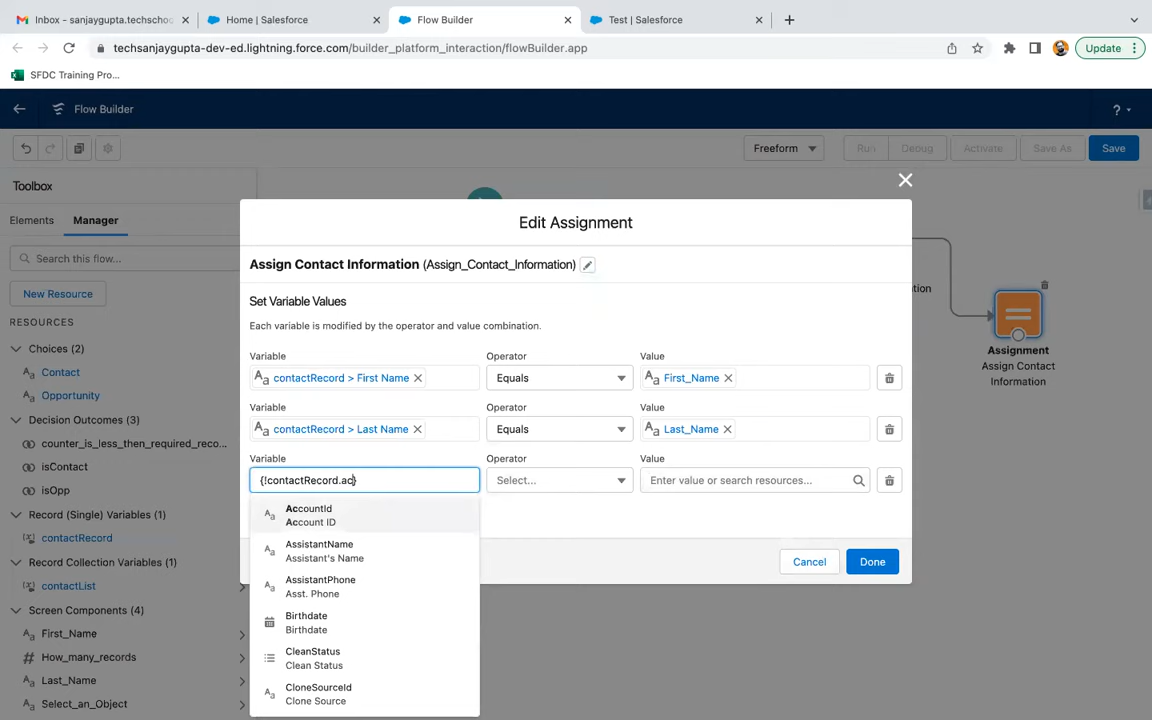 Inbox - sanjaygupta.techschoo
Home | Salesforce
Flow Builder
Test | Salesforce
techsanjaygupta-dev-ed.lightning.force.com/builder_platform_interaction/flowBuilder.app
Update
SFDC Training Pro...
Flow Builder
?
Freeform
Run
Debug
Activate
Save As
Save
Toolbox
Edit Assignment
Elements
Manager
Search this flow...
Assign Contact Information (Assign_Contact_Information)
New Resource
Set Variable Values
ation
RESOURCES
Each variable is modified by the operator and value combination.
Choices (2)
Variable
Operator
Value
Assignment
Assign Contact
Information
Contact
contactRecord > First Name
Equals
First_Name
Opportunity
Variable
Operator
Value
Decision Outcomes (3)
contactRecord > Last Name
Equals
Last_Name
counter_is_less_then_required_reco...
isContact
Variable
Operator
Value
isOpp
{!contactRecord.ac}
Select...
Enter value or search resources...
Record (Single) Variables (1)
AccountId
Account ID
contactRecord
AssistantName
Assistant's Name
Record Collection Variables (1)
Cancel
Done
contactList
AssistantPhone
Asst. Phone
Screen Components (4)
Birthdate
Birthdate
First_Name
How_many_records
CleanStatus
Clean Status
Last_Name
CloneSourceId
Clone Source
Select_an_Object